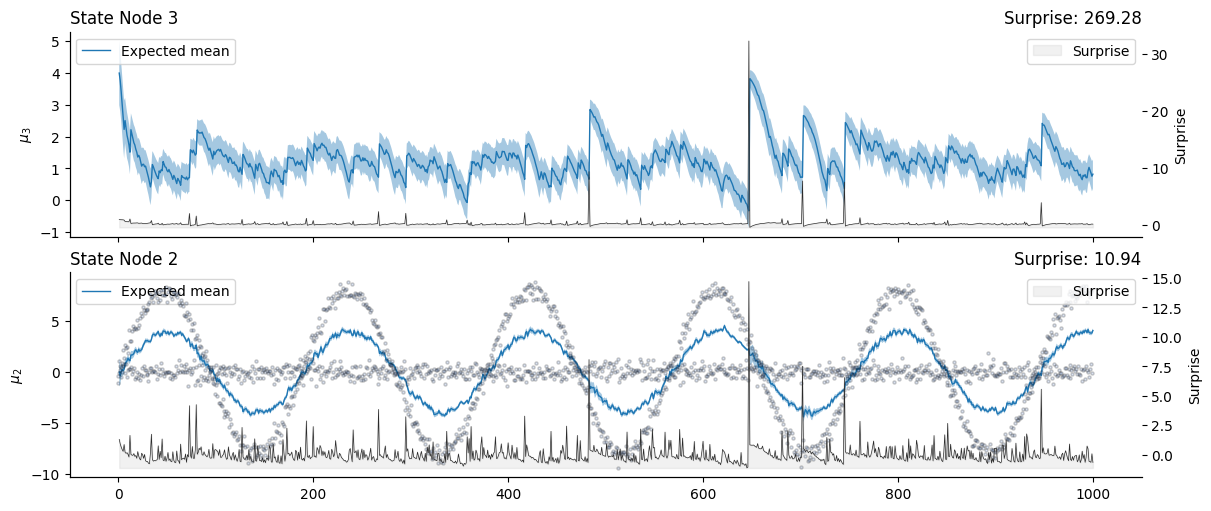 State Node 3
Surprise: 269.28
Expected mean
Surprise
5
4
3
2
1
0
−1
μ3
30
20
10
0
Surprise
State Node 2
Surprise: 10.94
Expected mean
Surprise
5
0
−5
−10
μ2
15.0
12.5
10.0
7.5
5.0
2.5
0.0
Surprise
0
200
400
600
800
1000